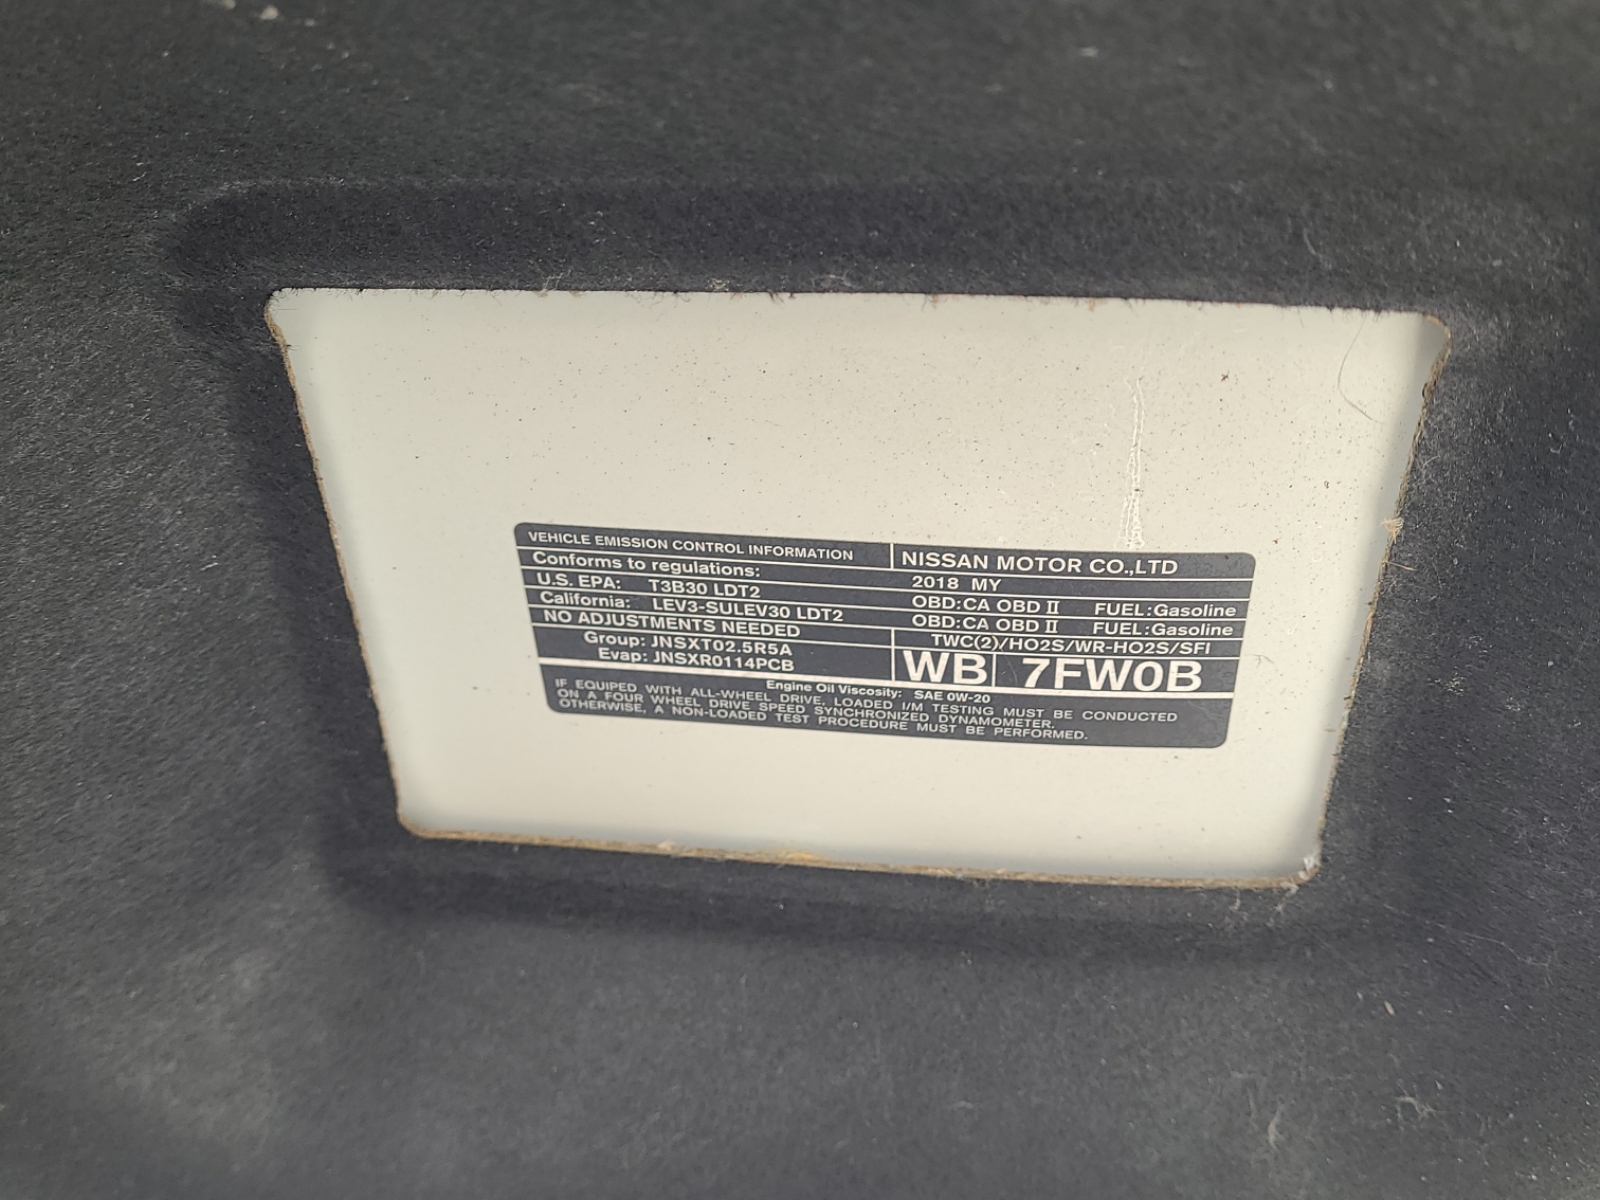 VEHICLE EMISSION CONTROL INFORMATION
NISSAN MOTOR CO.,LTD
Conforms to regulations:
2018 MY
U.S. EPA: T3B30 LDT2
OBD:CA OBD II FUEL:Gasoline
California: LEV3-SULEV30 LDT2
OBD:CA OBD II FUEL:Gasoline
NO ADJUSTMENTS NEEDED
TWC(2)/HO2S/WR-HO2S/SFI
Group: JNSXT02.5R5A
Evap: JNSXR0114PCB
WB 7FW0B
Engine Oil Viscosity: SAE 0W-20
IF EQUIPED WITH ALL-WHEEL DRIVE, LOADED I/M TESTING MUST BE CONDUCTED
ON A FOUR WHEEL DRIVE SPEED SYNCHRONIZED DYNAMOMETER.
OTHERWISE, A NON-LOADED TEST PROCEDURE MUST BE PERFORMED.